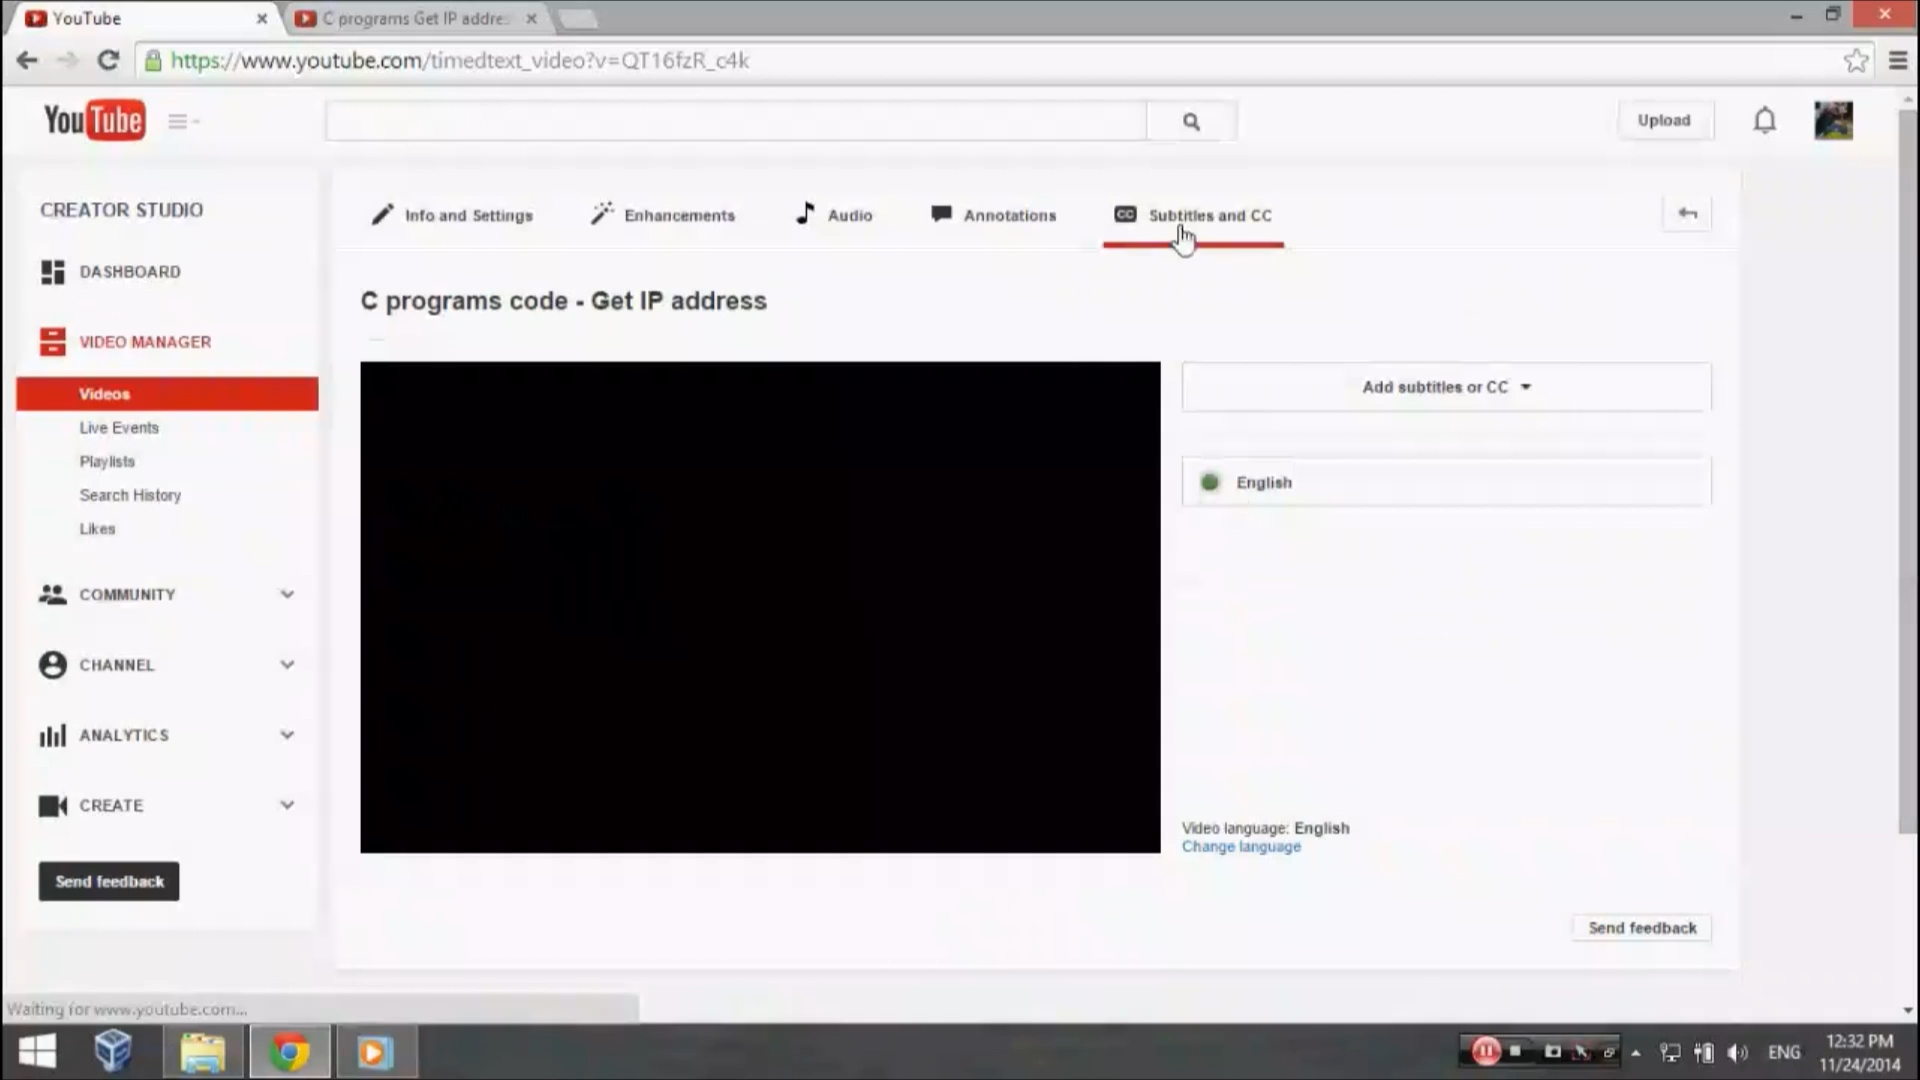 YouTube
C programs Get IP addre
https://www.youtube.com/timedtext_video?v=QT16fzR_c4k
YouTube
Upload
CREATOR STUDIO
Info and Settings
Enhancements
Audio
Annotations
CC Subtitles and CC
DASHBOARD
C programs code - Get IP address
VIDEO MANAGER
Videos
Add subtitles or CC
Live Events
Playlists
English
Search History
Likes
COMMUNITY
CHANNEL
ANALYTICS
CREATE
Video language: English
Change language
Send feedback
Send feedback
Waiting for www.youtube.com...
ENG
12:32 PM
11/24/2014